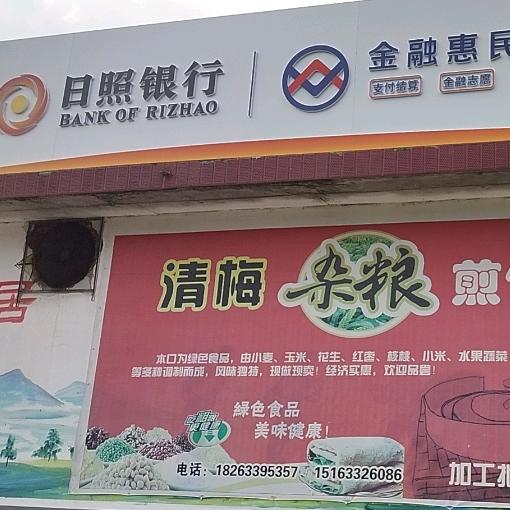 日照银行
BANK OF RIZHAO
金融惠民
支付结算 金融志愿
清梅 杂粮 煎
本口为绿色食品，由小麦、玉米、花生、红枣、核桃、小米、水果蔬菜
等多种调制而成，风味独特，现做现卖！经济实惠，欢迎品尝！
绿色食品
美味健康！
电话：18263395357 15163326086
加工批